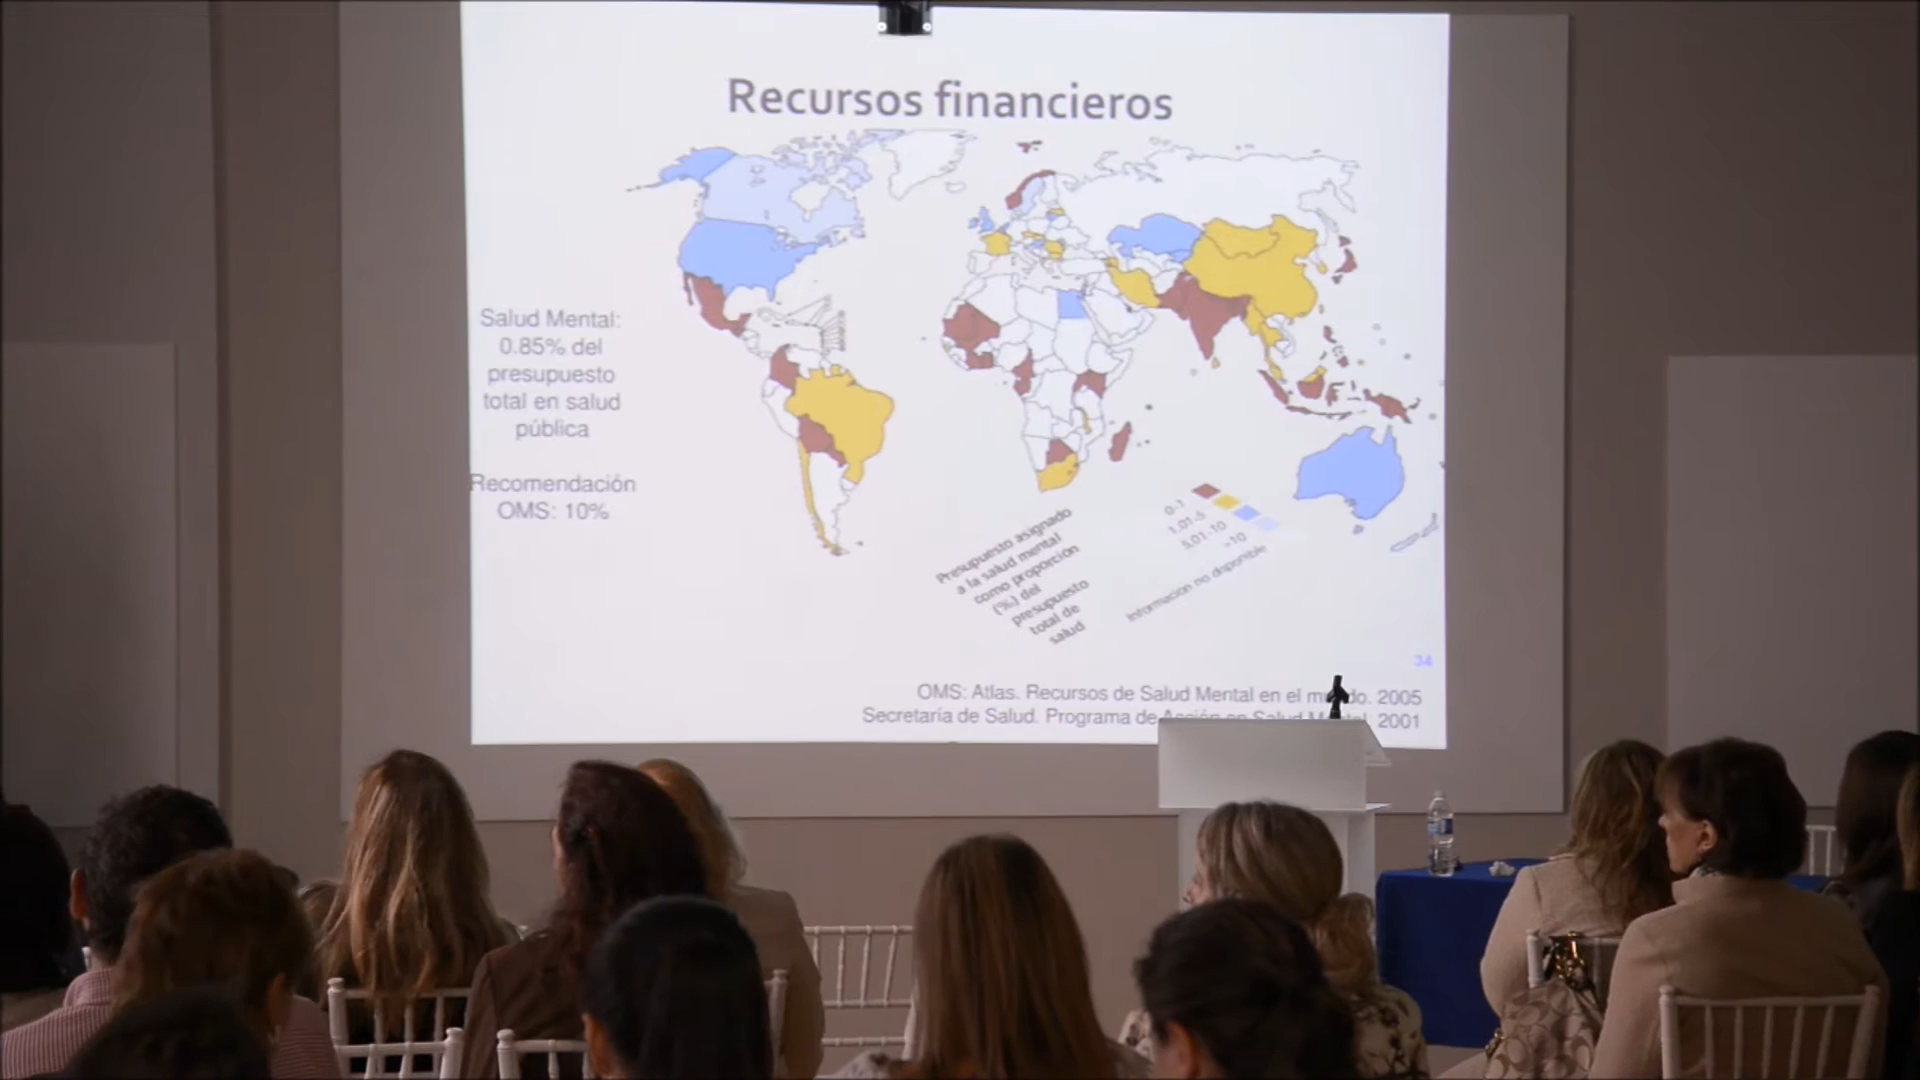 Recursos financieros
Salud Mental:
0.85% del
presupuesto
total en salud
pública
Recomendación
OMS: 10%
Presupuesto asignado
a la salud mental
como proporción
(%) del
presupuesto
total de
salud
0-1
1.01-5
5.01-10
>10
Informacion no disponible
34
OMS: Atlas. Recursos de Salud Mental en el mundo. 2005
Secretaría de Salud. Programa de Acción en Salud Mental. 2001